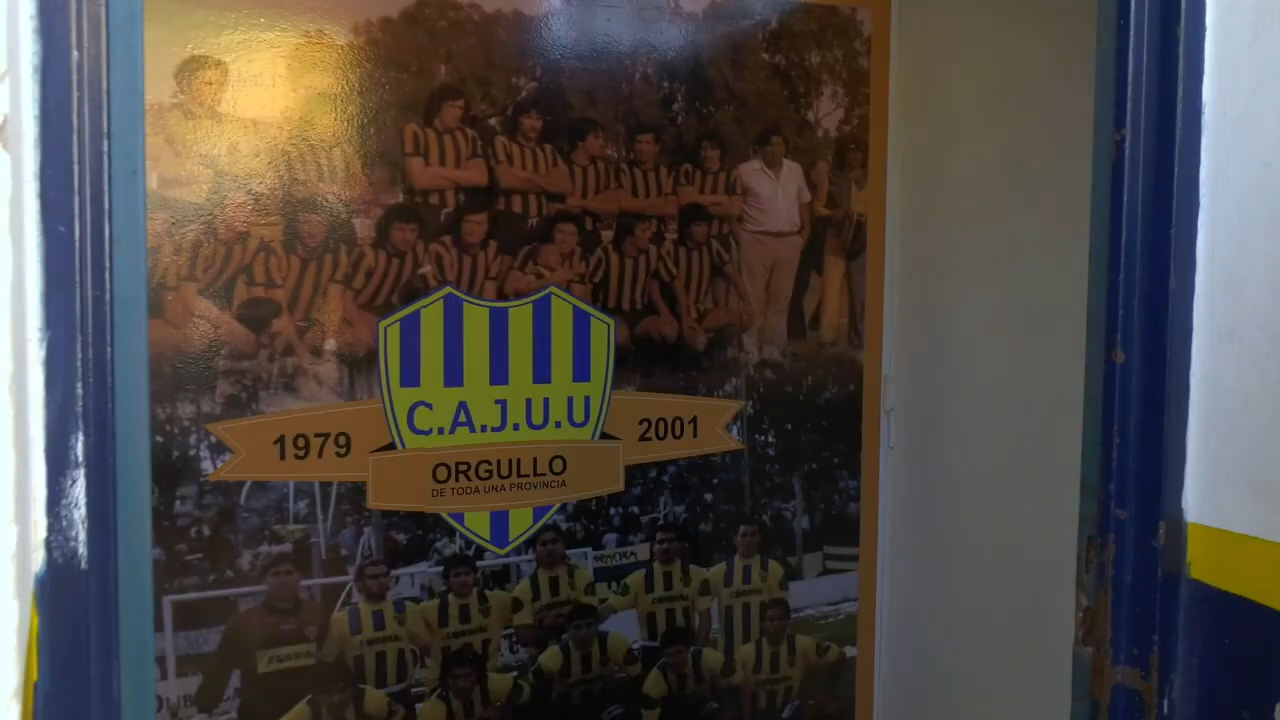 C.A.J.U.U
1979
2001
ORGULLO
DE TODA UNA PROVINCIA